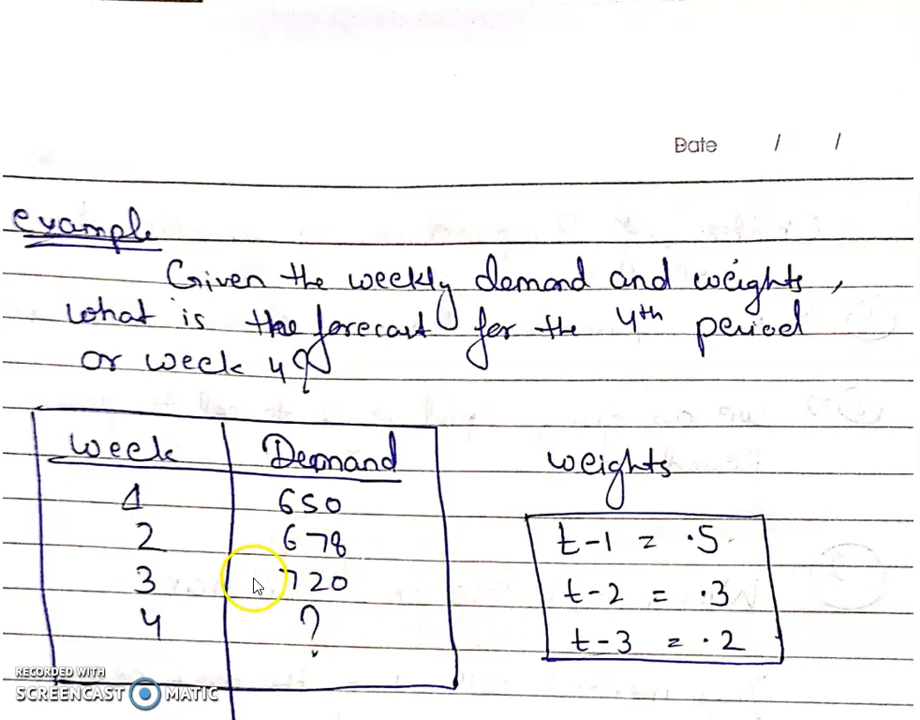 Date / /
example
Given the weekly demand and weights,
what is the forecast for the 4th period
or week 4?
Week Demand
1 650
2 678
3 720
4 ?
weights
t-1 = .5
t-2 = .3
t-3 = .2
RECORDED WITH
SCREENCAST MATIC